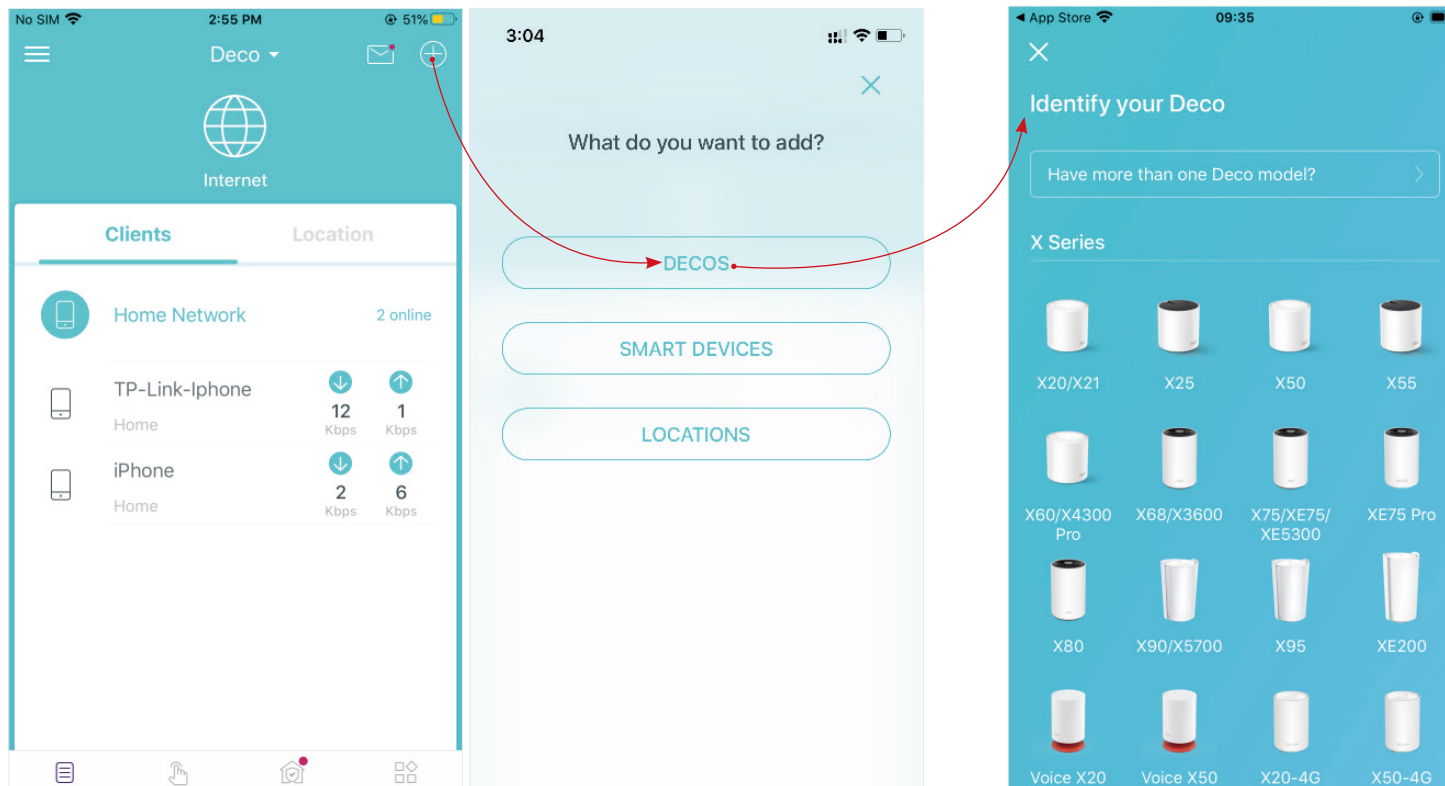 No SIM 2:55 PM 51%
Deco
Internet
Clients Location
Home Network 2 online
TP-Link-Iphone
12 1
Home Kbps Kbps
iPhone
2 6
Home Kbps Kbps
3:04
What do you want to add?
DECOS
SMART DEVICES
LOCATIONS
App Store 09:35
Identify your Deco
Have more than one Deco model?
X Series
X20/X21 X25 X50 X55
X60/X4300 X68/X3600 X75/XE75/ XE75 Pro
Pro XE5300
X80 X90/X5700 X95 XE200
Voice X20 Voice X50 X20-4G X50-4G